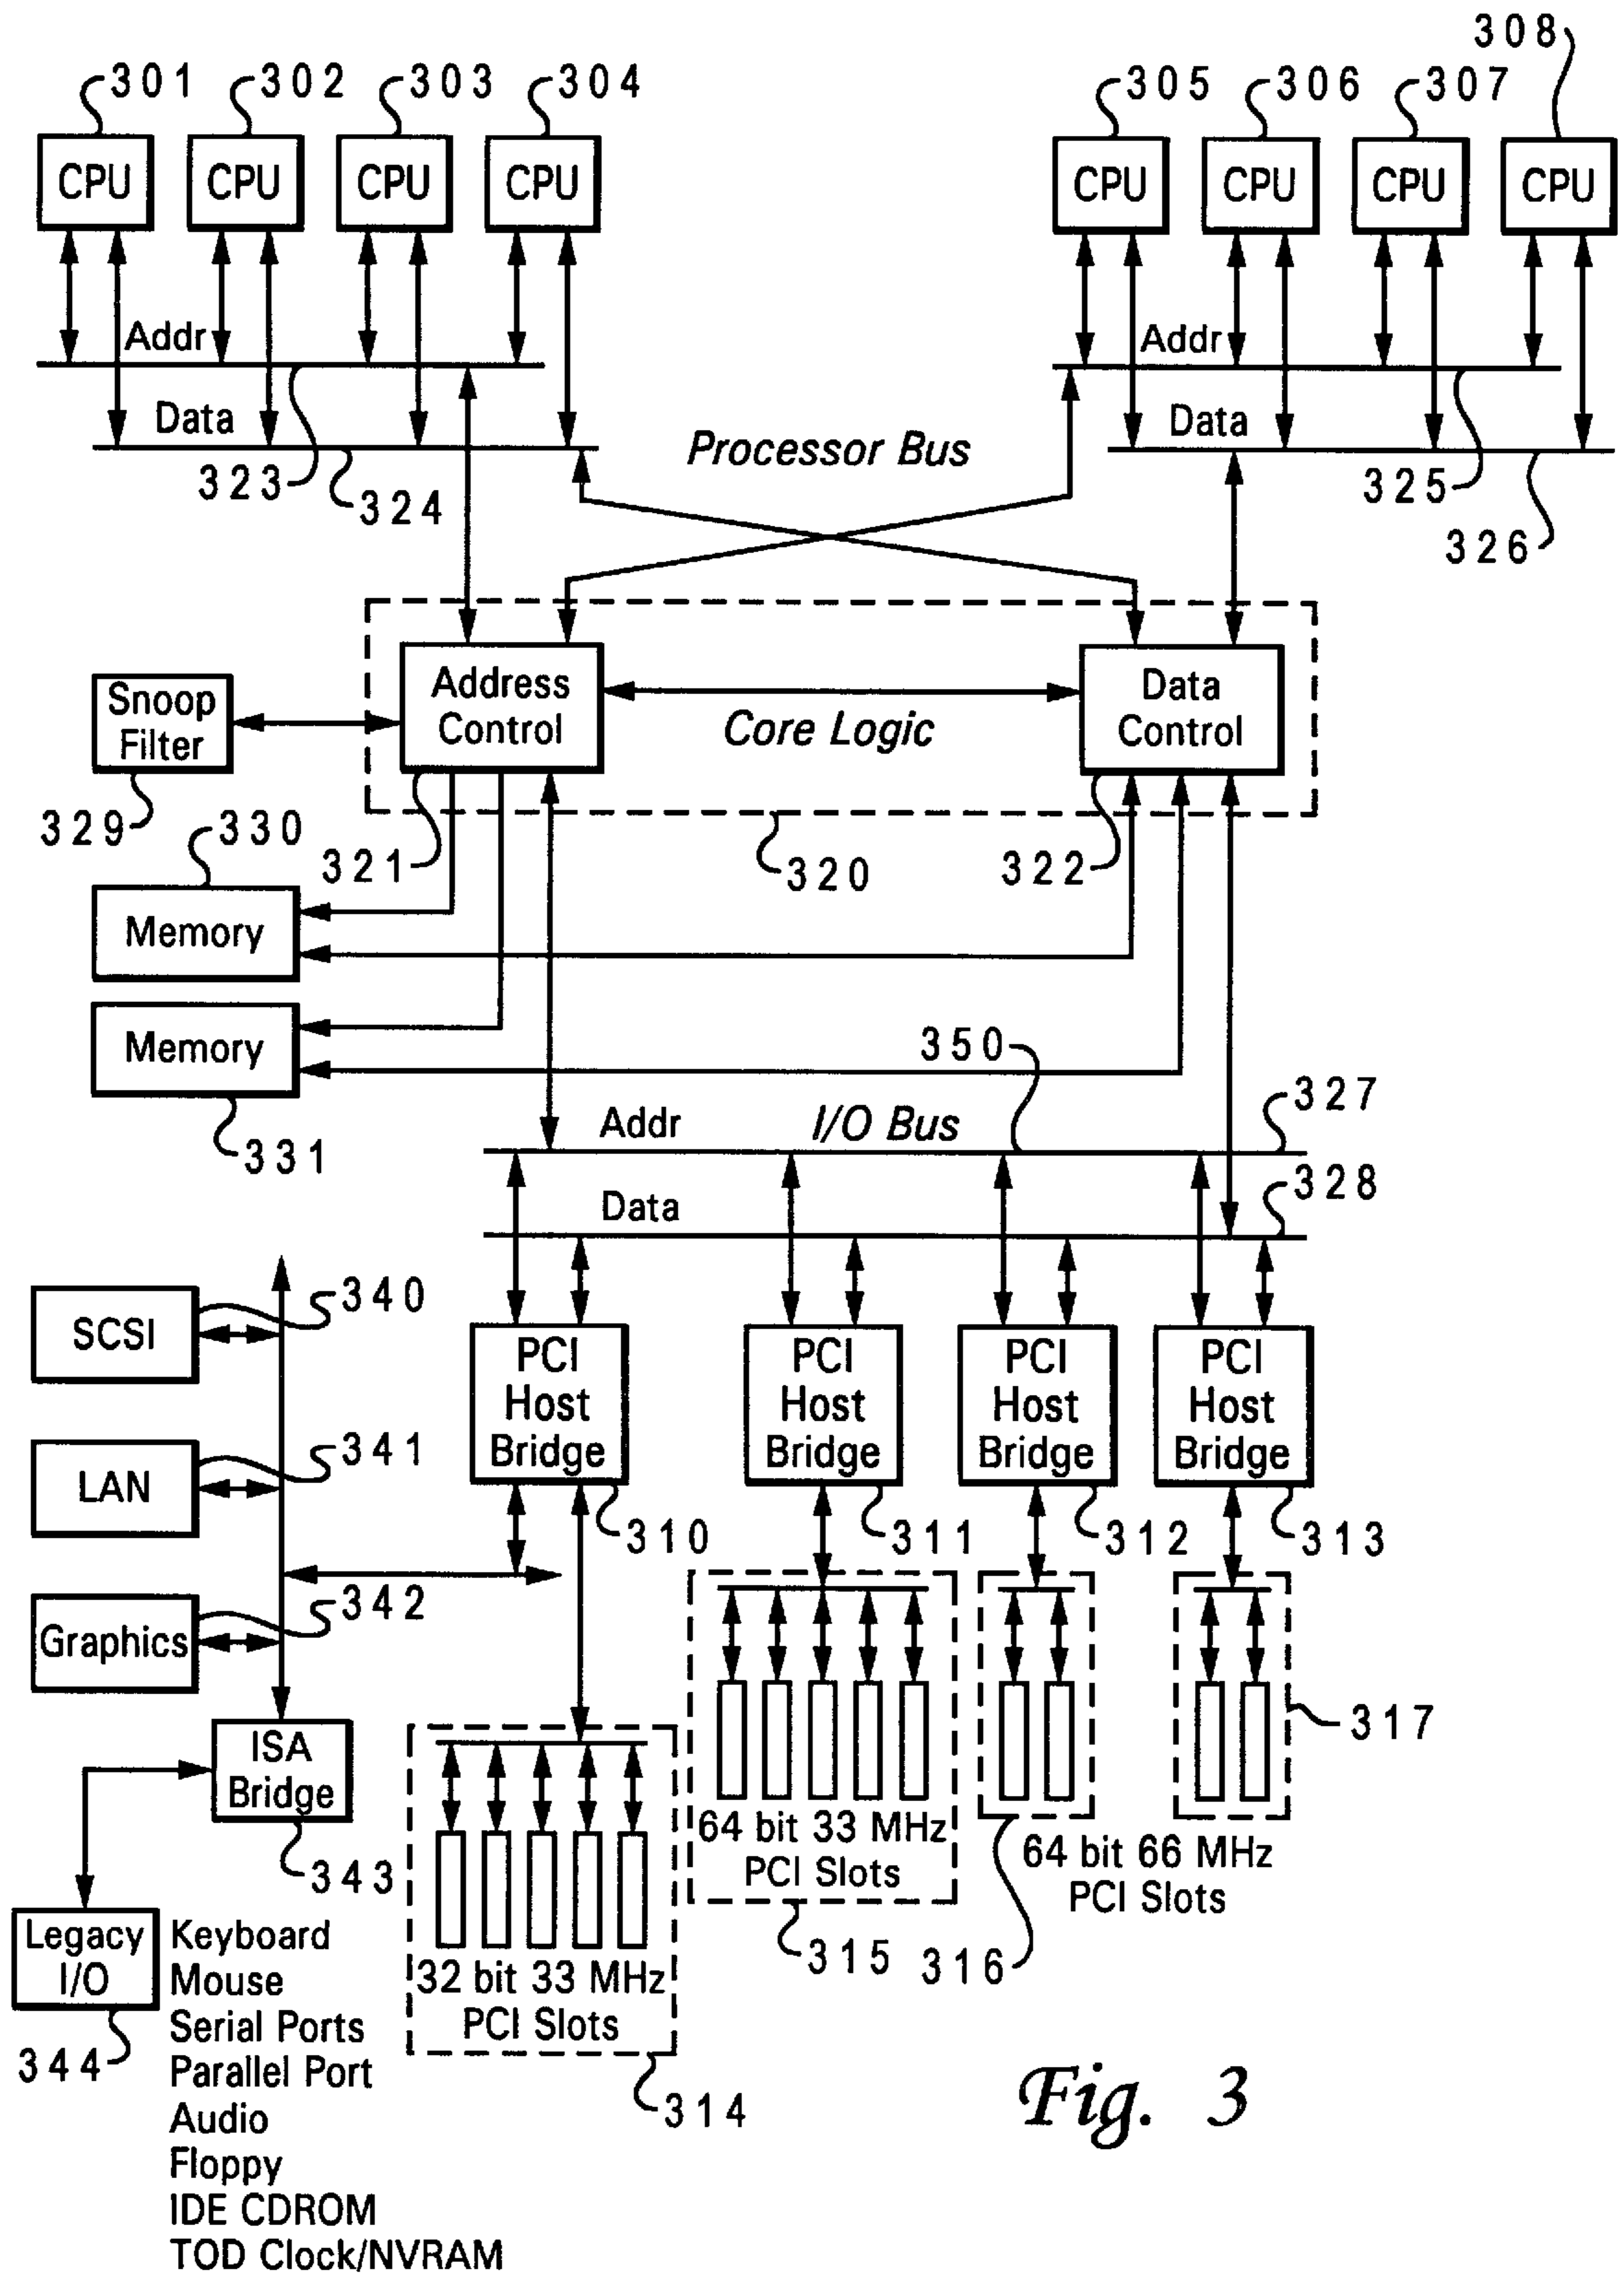 308
301
302
303
304
305
306
307
CPU
CPU
CPU
CPU
CPU
CPU
CPU
CPU
Addr
Addr
Data
Processor Bus
Data
323
324
325
326
Snoop
Filter
Address
Control
Core Logic
Data
Control
329
330
321
320
322
Memory
Memory
331
350
327
Addr
I/O Bus
328
Data
SCSI
340
LAN
341
Graphics
342
PCI
Host
Bridge
PCI
Host
Bridge
PCI
Host
Bridge
PCI
Host
Bridge
310
311
312
313
317
ISA
Bridge
343
64 bit 33 MHz
PCI Slots
64 bit 66 MHz
PCI Slots
315
316
Legacy
I/O
344
Keyboard
Mouse
Serial Ports
Parallel Port
Audio
Floppy
IDE CDROM
TOD Clock/NVRAM
32 bit 33 MHz
PCI Slots
314
Fig. 3